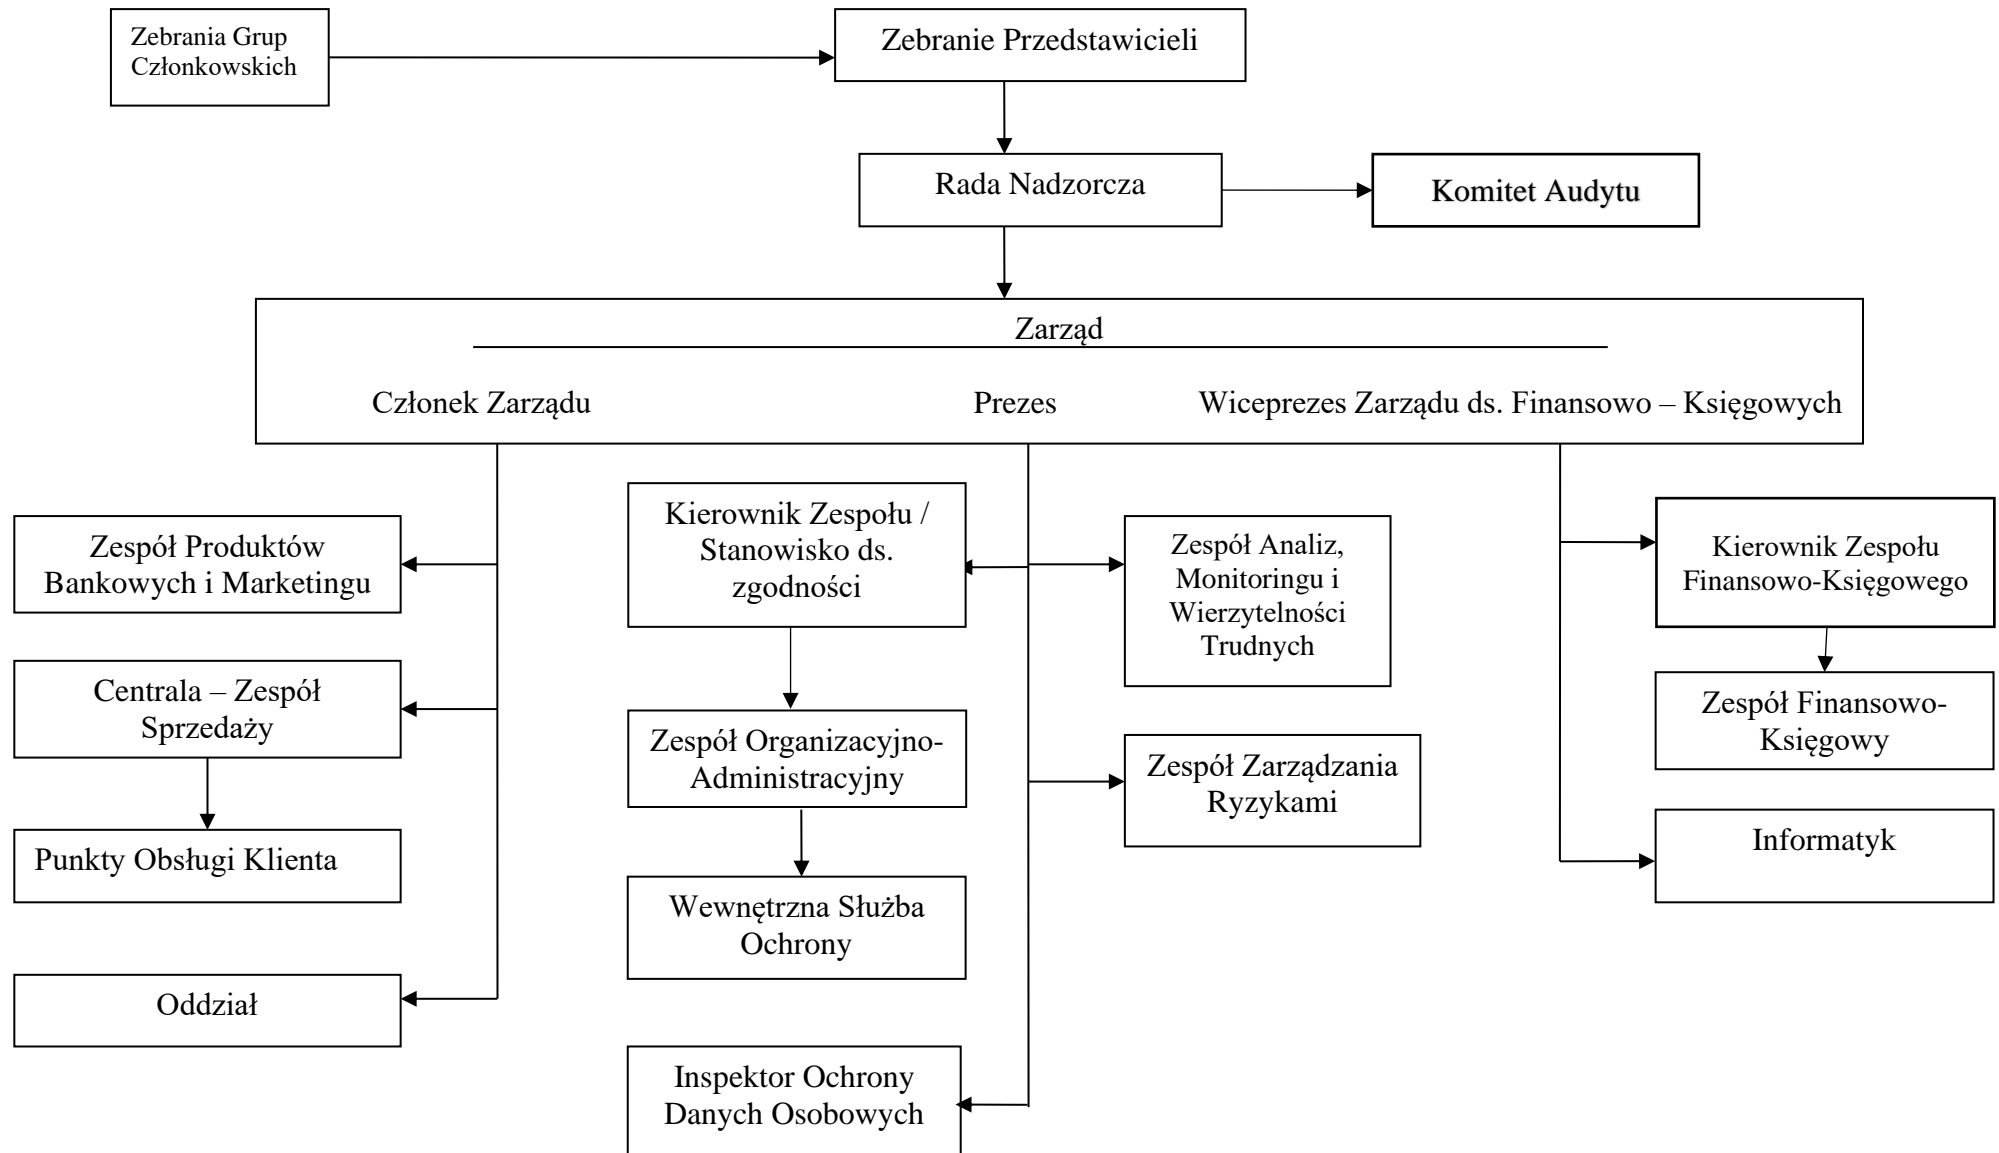 Zebrania Grup
Członkowskich
Zebranie Przedstawicieli
Rada Nadzorcza
Komitet Audytu
Zarząd
Członek Zarządu
Prezes
Wiceprezes Zarządu ds. Finansowo – Księgowych
Zespół Produktów
Bankowych i Marketingu
Centrala – Zespół
Sprzedaży
Punkty Obsługi Klienta
Oddział
Kierownik Zespołu /
Stanowisko ds.
zgodności
Zespół Organizacyjno-
Administracyjny
Wewnętrzna Służba
Ochrony
Inspektor Ochrony
Danych Osobowych
Zespół Analiz,
Monitoringu i
Wierzytelności
Trudnych
Zespół Zarządzania
Ryzykami
Kierownik Zespołu
Finansowo-Księgowego
Zespół Finansowo-
Księgowy
Informatyk